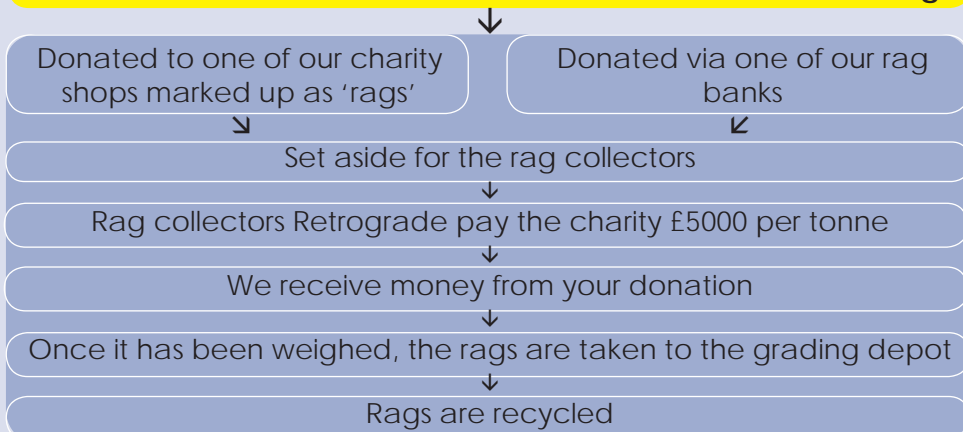 Donated to one of our charity
shops marked up as ‘rags’
Donated via one of our rag
banks
Set aside for the rag collectors
Rag collectors Retrograde pay the charity £5000 per tonne
We receive money from your donation
Once it has been weighed, the rags are taken to the grading depot
Rags are recycled